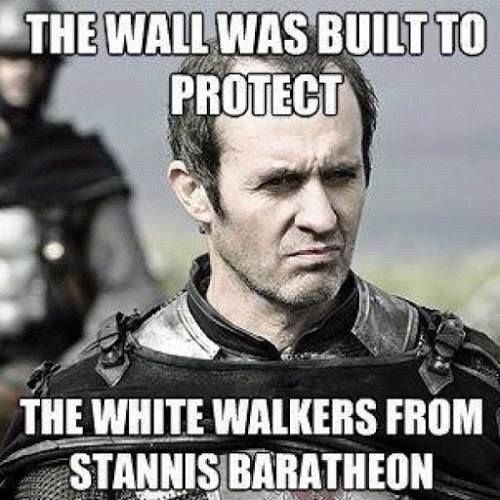 THE WALL WAS BUILT TO
PROTECT
THE WHITE WALKERS FROM
STANNIS BARATHEON